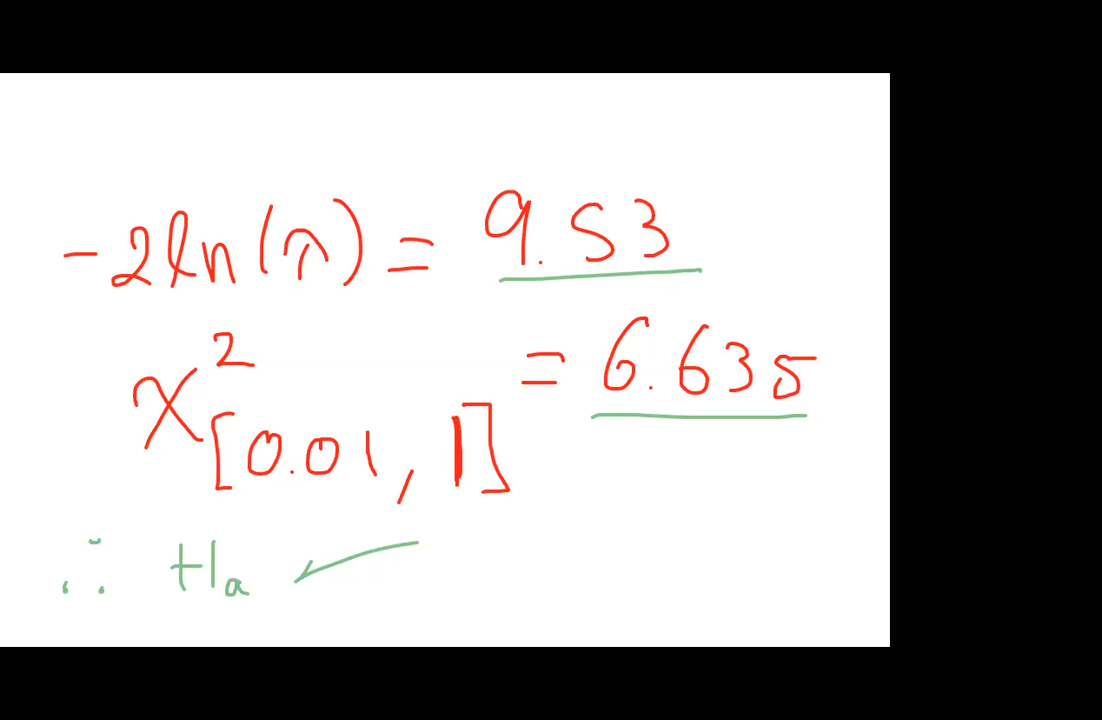 -2ln(λ) = 9.53
χ²[0.01, 1] = 6.635
∴ Ha ✓